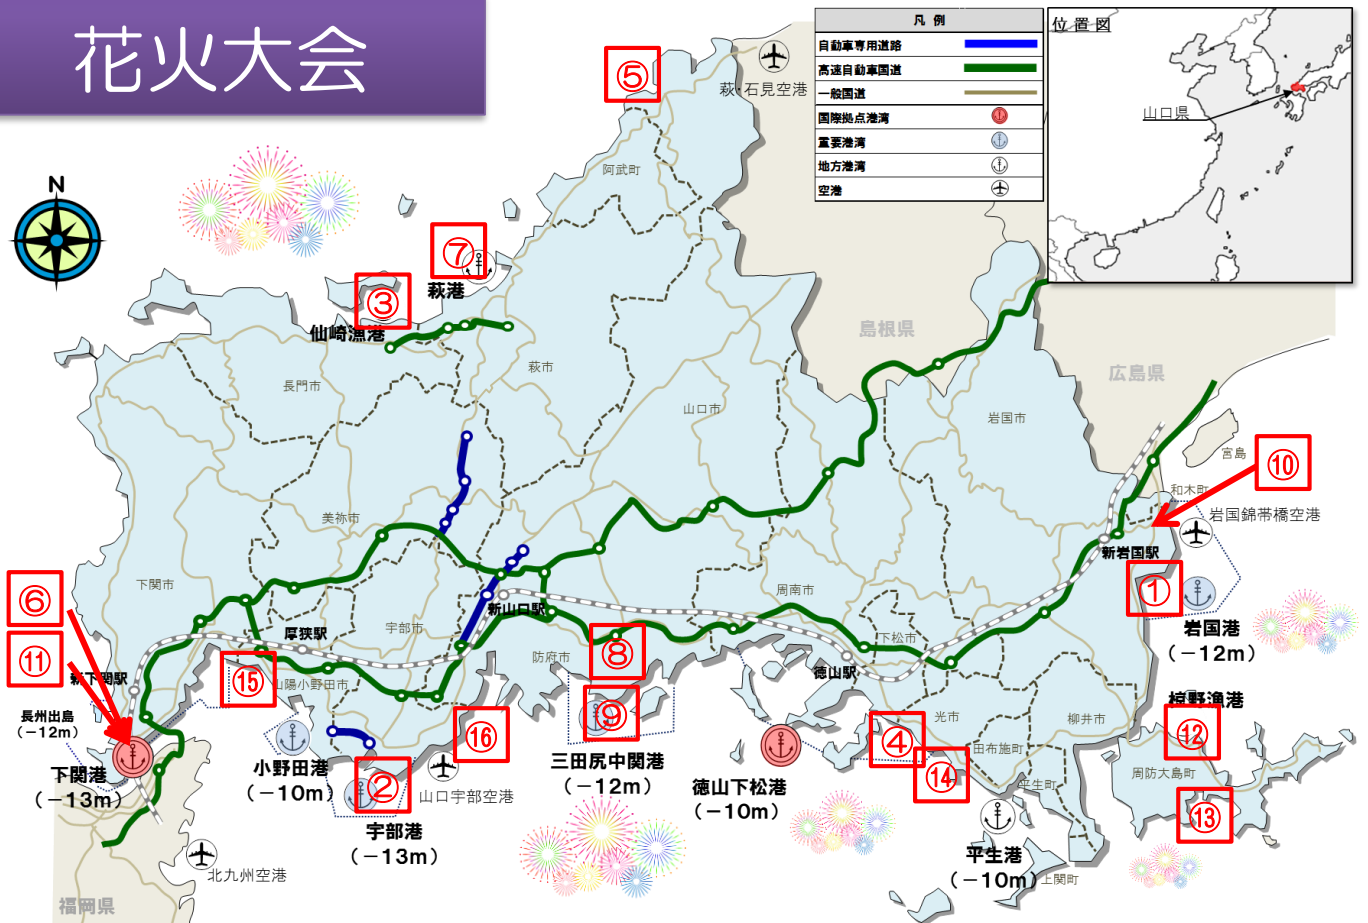 花火大会
凡 例
自動車専用道路
高速自動車国道
一般国道
国際拠点港湾
重要港湾
地方港湾
空港
位置図
山口県
N
⑤
萩・石見空港
阿武町
⑦
萩港
③
仙崎漁港
島根県
広島県
萩市
長門市
山口市
岩国市
宮島
⑩
和木町
岩国錦帯橋空港
美祢市
新岩国駅
下関市
周南市
①
⑥
新山口駅
岩国港
(－12m)
厚狭駅
宇部市
下松市
⑧
防府市
⑪
徳山駅
新下関駅
⑮
山陽小野田市
椋野漁港
長州出島
(－12m)
⑨
光市
柳井市
⑯
④
⑫
田布施町
下関港
(－13m)
小野田港
(－10m)
三田尻中関港
(－12m)
⑭
周防大島町
②
山口宇部空港
徳山下松港
(－10m)
平生町
⑬
宇部港
(－13m)
平生港
(－10m)
上関町
北九州空港
福岡県